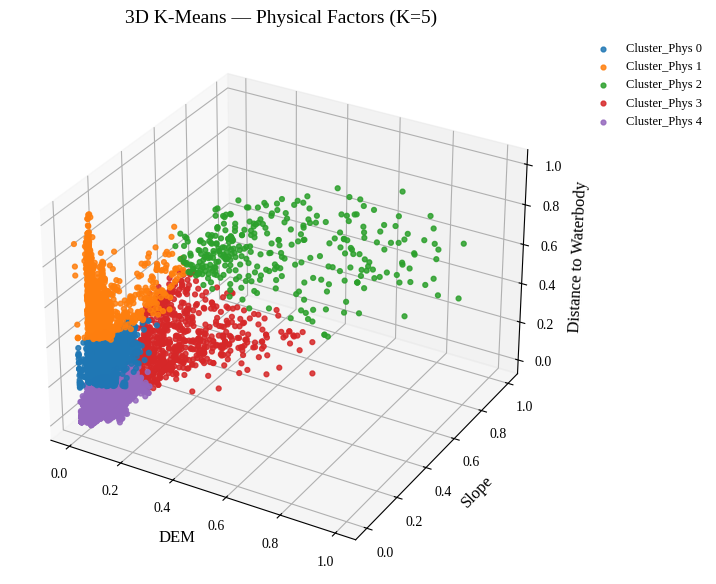 3D K-Means — Physical Factors (K=5)
Cluster_Phys 0
Cluster_Phys 1
Cluster_Phys 2
Cluster_Phys 3
Cluster_Phys 4
1.0
0.8
0.6
0.4
0.2
0.0
Distance to Waterbody
0.0
0.2
0.4
0.6
0.8
1.0
DEM
0.0
0.2
0.4
0.6
0.8
1.0
Slope